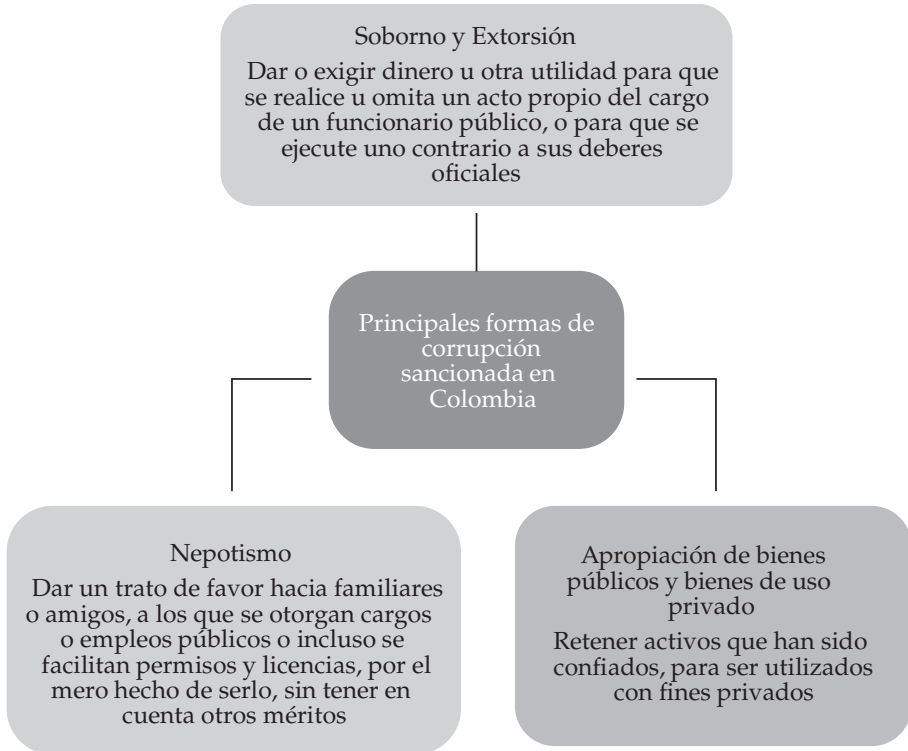 Soborno y Extorsión
Dar o exigir dinero u otra utilidad para que
se realice u omita un acto propio del cargo
de un funcionario público, o para que se
ejecute uno contrario a sus deberes
oficiales
Principales formas de
corrupción
sancionada en
Colombia
Nepotismo
Dar un trato de favor hacia familiares
o amigos, a los que se otorgan cargos
o empleos públicos o incluso se
facilitan permisos y licencias, por el
mero hecho de serlo, sin tener en
cuenta otros méritos
Apropiación de bienes
públicos y bienes de uso
privado
Retener activos que han sido
confiados, para ser utilizados
con fines privados